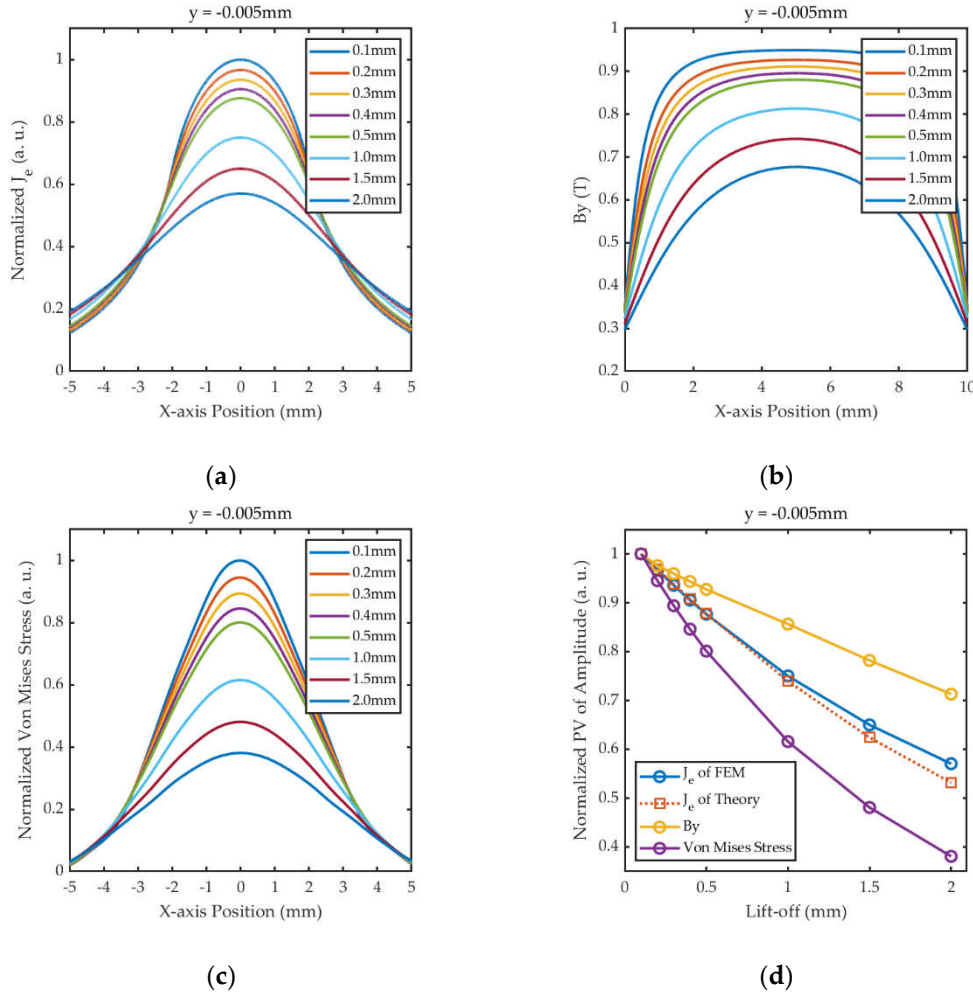 y = -0.005mm
Normalized J_e (a. u.)
1
0.8
0.6
0.4
0.2
0
-5 -4 -3 -2 -1 0 1 2 3 4 5
X-axis Position (mm)
0.1mm
0.2mm
0.3mm
0.4mm
0.5mm
1.0mm
1.5mm
2.0mm
(a)
y = -0.005mm
By (T)
1
0.9
0.8
0.7
0.6
0.5
0.4
0.3
0.2
0 2 4 6 8 10
X-axis Position (mm)
0.1mm
0.2mm
0.3mm
0.4mm
0.5mm
1.0mm
1.5mm
2.0mm
(b)
y = -0.005mm
Normalized Von Mises Stress (a. u.)
1
0.8
0.6
0.4
0.2
0
-5 -4 -3 -2 -1 0 1 2 3 4 5
X-axis Position (mm)
0.1mm
0.2mm
0.3mm
0.4mm
0.5mm
1.0mm
1.5mm
2.0mm
(c)
y = -0.005mm
Normalized PV of Amplitude (a. u.)
1
0.9
0.8
0.7
0.6
0.5
0.4
0 0.5 1 1.5 2
Lift-off (mm)
J_e of FEM
J_e of Theory
By
Von Mises Stress
(d)